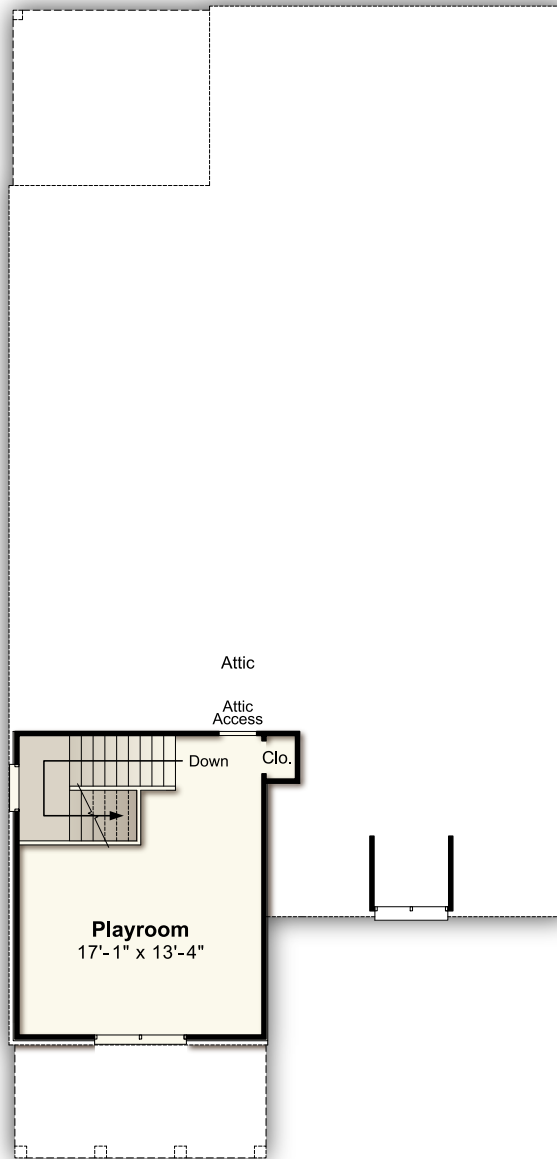 Attic
Attic
Access
Down
Clo.
Playroom
17'-1" x 13'-4"